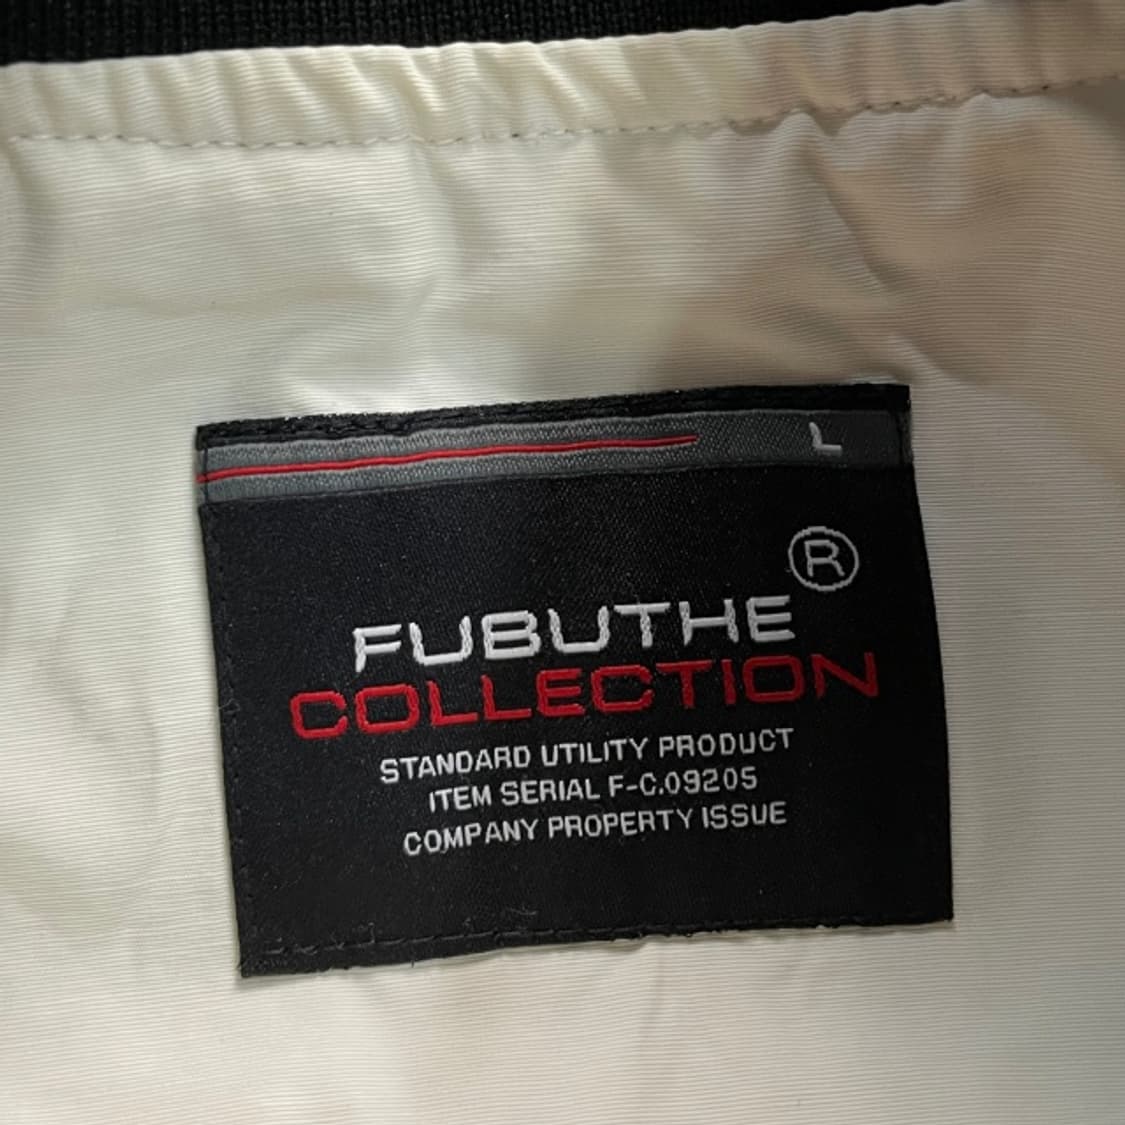 L
®
FUBUTHE
COLLECTION
STANDARD UTILITY PRODUCT
ITEM SERIAL F-C.09205
COMPANY PROPERTY ISSUE